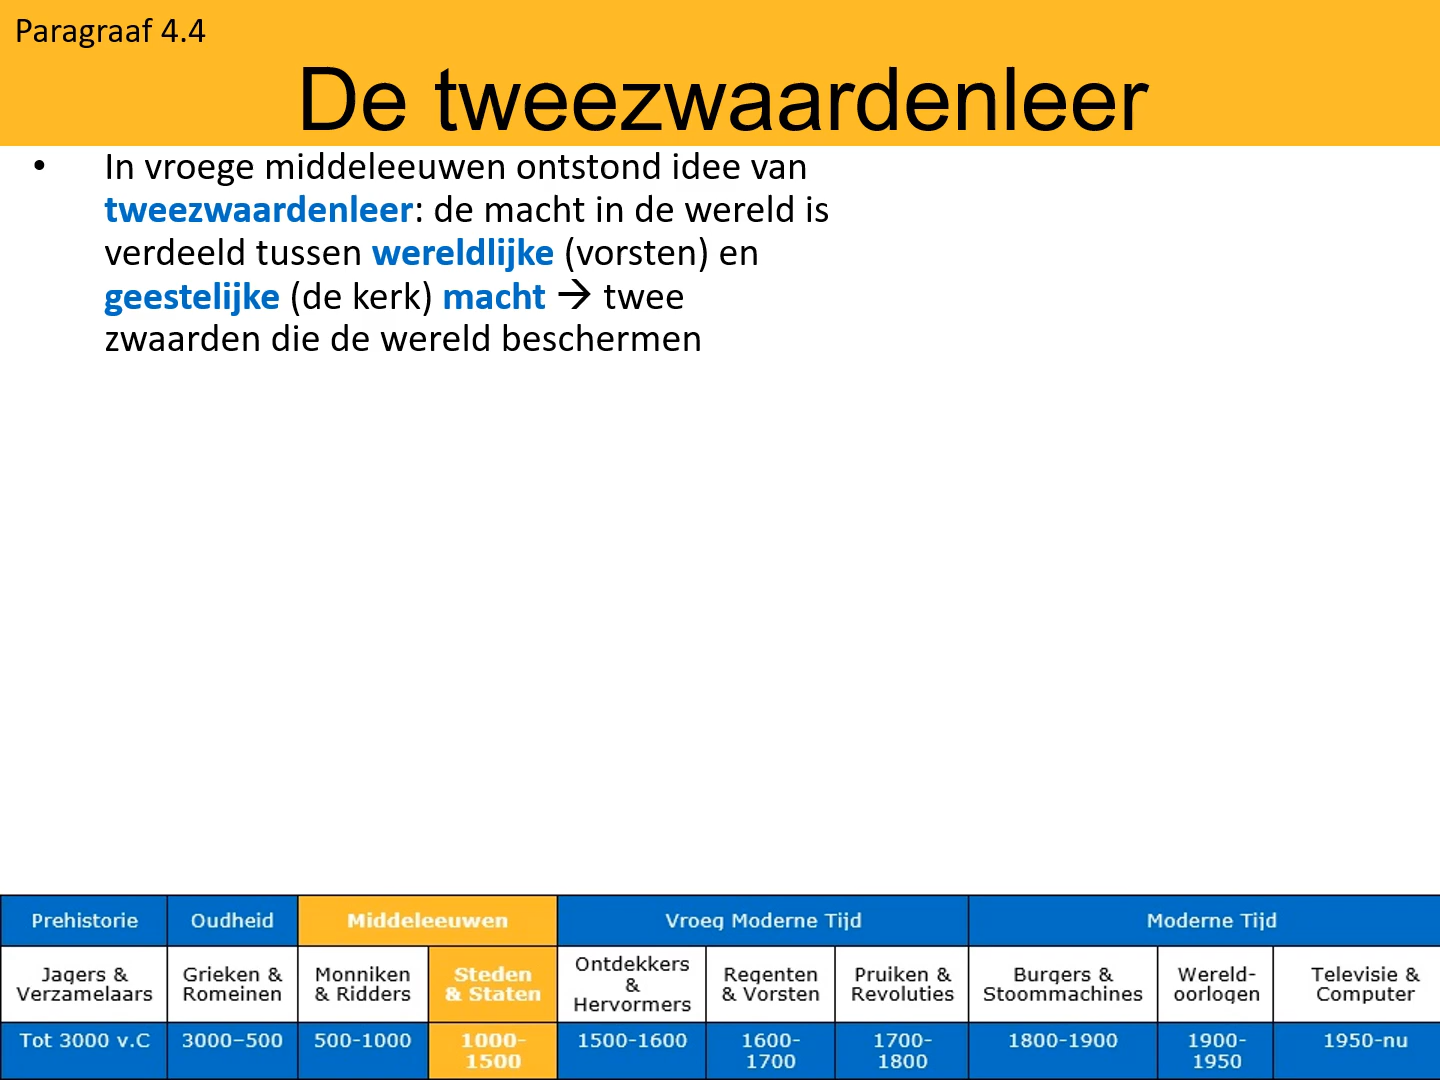 Paragraaf 4.4
De tweezwaardenleer
• In vroege middeleeuwen ontstond idee van
tweezwaardenleer: de macht in de wereld is
verdeeld tussen wereldlijke (vorsten) en
geestelijke (de kerk) macht → twee
zwaarden die de wereld beschermen
Prehistorie Oudheid Middeleeuwen Vroeg Moderne Tijd Moderne Tijd
Jagers &
Verzamelaars
Grieken &
Romeinen
Monniken
& Ridders
Steden
& Staten
Ontdekkers
&
Hervormers
Regenten
& Vorsten
Pruiken &
Revoluties
Burgers &
Stoommachines
Wereld-
oorlogen
Televisie &
Computer
Tot 3000 v.C
3000–500
500-1000
1000-
1500
1500-1600
1600-
1700
1700-
1800
1800-1900
1900-
1950
1950-nu